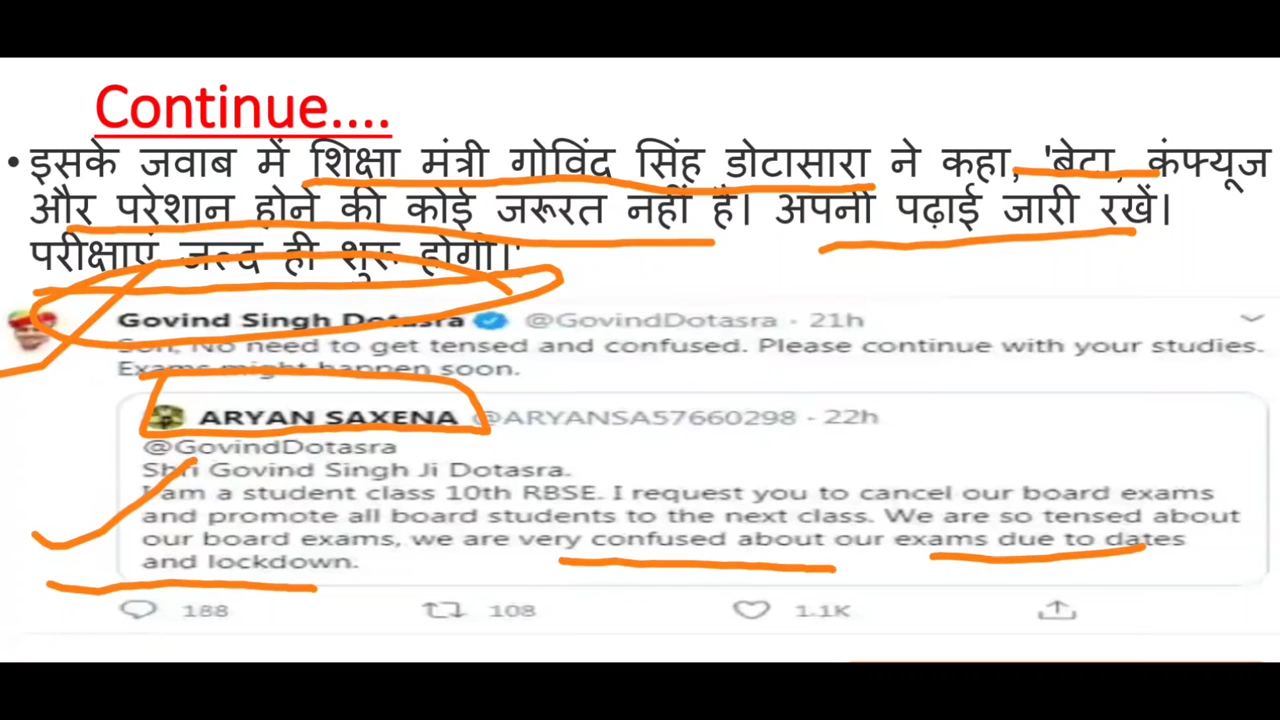 Continue....
• इसके जवाब में शिक्षा मंत्री गोविंद सिंह डोटासारा ने कहा, 'बेटा, कंफ्यूज
और परेशान होने की कोई जरूरत नहीं है। अपनी पढ़ाई जारी रखें।
परीक्षाएं जल्द ही शुरू होगी।'
Govind Singh Dotasra @GovindDotasra · 21h
Son, No need to get tensed and confused. Please continue with your studies.
Exams might happen soon.
ARYAN SAXENA @ARYANSA57660298 · 22h
@GovindDotasra
Shri Govind Singh Ji Dotasra.
I am a student class 10th RBSE. I request you to cancel our board exams
and promote all board students to the next class. We are so tensed about
our board exams, we are very confused about our exams due to dates
and lockdown.
188 108 1.1K